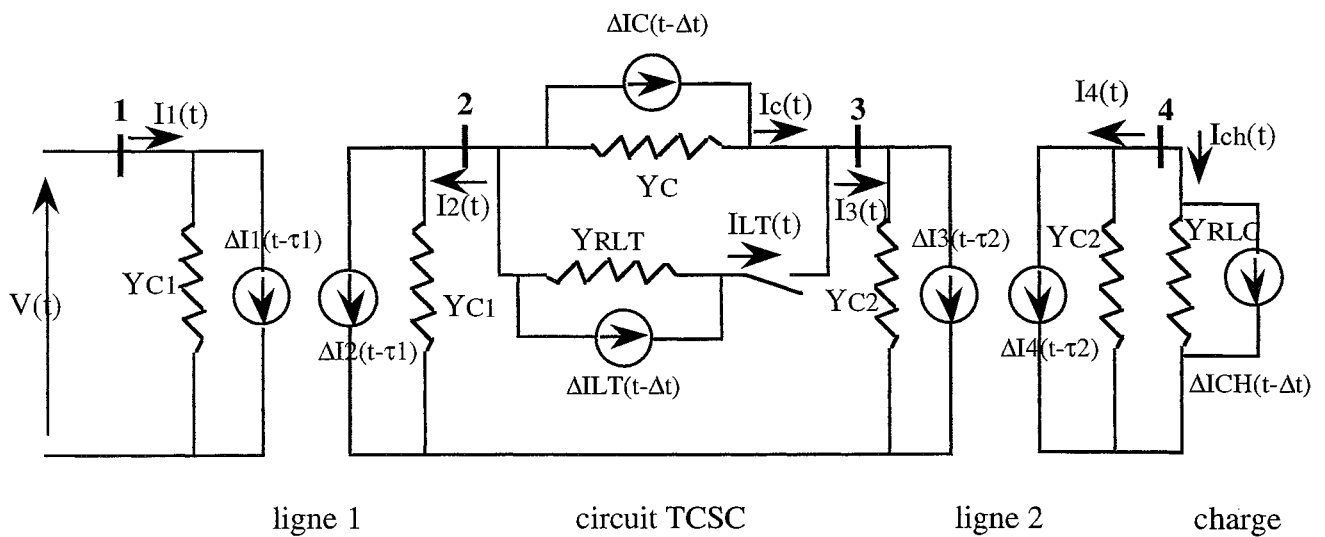 ΔIC(t-Δt)
1
I1(t)
2
Ic(t)
3
I4(t)
4
Ich(t)
YC
I2(t)
I3(t)
YRLT
ILT(t)
ΔI1(t-τ1)
ΔI3(t-τ2)
YC2
YRLC
YC1
YC1
YC2
V(t)
ΔI2(t-τ1)
ΔI4(t-τ2)
ΔILT(t-Δt)
ΔICH(t-Δt)
ligne 1
circuit TCSC
ligne 2
charge